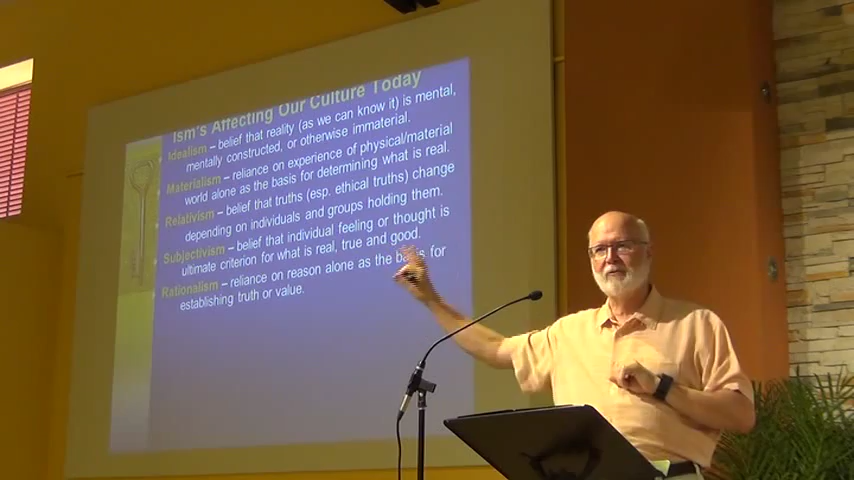 Ism's Affecting Our Culture Today
Idealism – belief that reality (as we can know it) is mental,
mentally constructed, or otherwise immaterial.
Materialism – reliance on experience of physical/material
world alone as the basis for determining what is real.
Relativism – belief that truths (esp. ethical truths) change
depending on individuals and groups holding them.
Subjectivism – belief that individual feeling or thought is
ultimate criterion for what is real, true and good.
Rationalism – reliance on reason alone as the basis for
establishing truth or value.